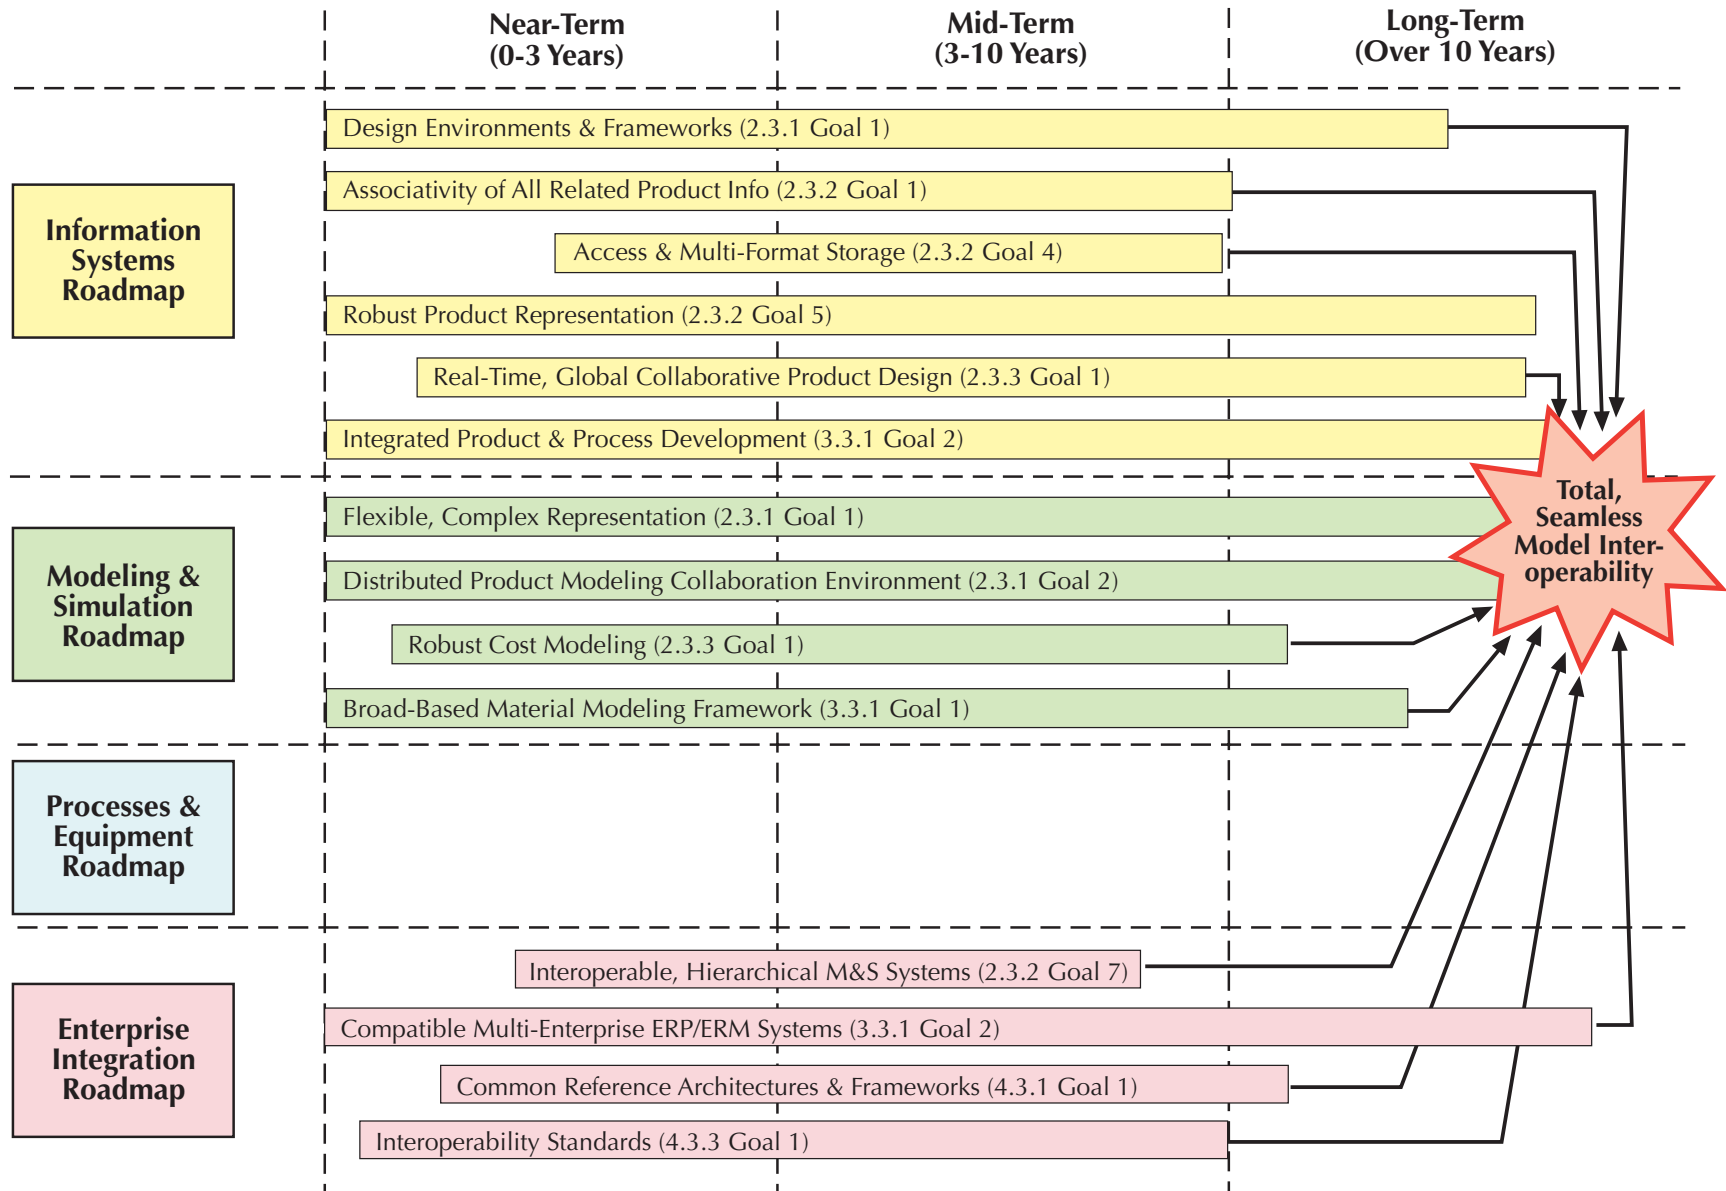 Near-Term
(0-3 Years)
Mid-Term
(3-10 Years)
Long-Term
(Over 10 Years)
Information
Systems
Roadmap
Design Environments & Frameworks (2.3.1 Goal 1)
Associativity of All Related Product Info (2.3.2 Goal 1)
Access & Multi-Format Storage (2.3.2 Goal 4)
Robust Product Representation (2.3.2 Goal 5)
Real-Time, Global Collaborative Product Design (2.3.3 Goal 1)
Integrated Product & Process Development (3.3.1 Goal 2)
Total,
Seamless
Model Inter-
operability
Modeling &
Simulation
Roadmap
Flexible, Complex Representation (2.3.1 Goal 1)
Distributed Product Modeling Collaboration Environment (2.3.1 Goal 2)
Robust Cost Modeling (2.3.3 Goal 1)
Broad-Based Material Modeling Framework (3.3.1 Goal 1)
Processes &
Equipment
Roadmap
Enterprise
Integration
Roadmap
Interoperable, Hierarchical M&S Systems (2.3.2 Goal 7)
Compatible Multi-Enterprise ERP/ERM Systems (3.3.1 Goal 2)
Common Reference Architectures & Frameworks (4.3.1 Goal 1)
Interoperability Standards (4.3.3 Goal 1)